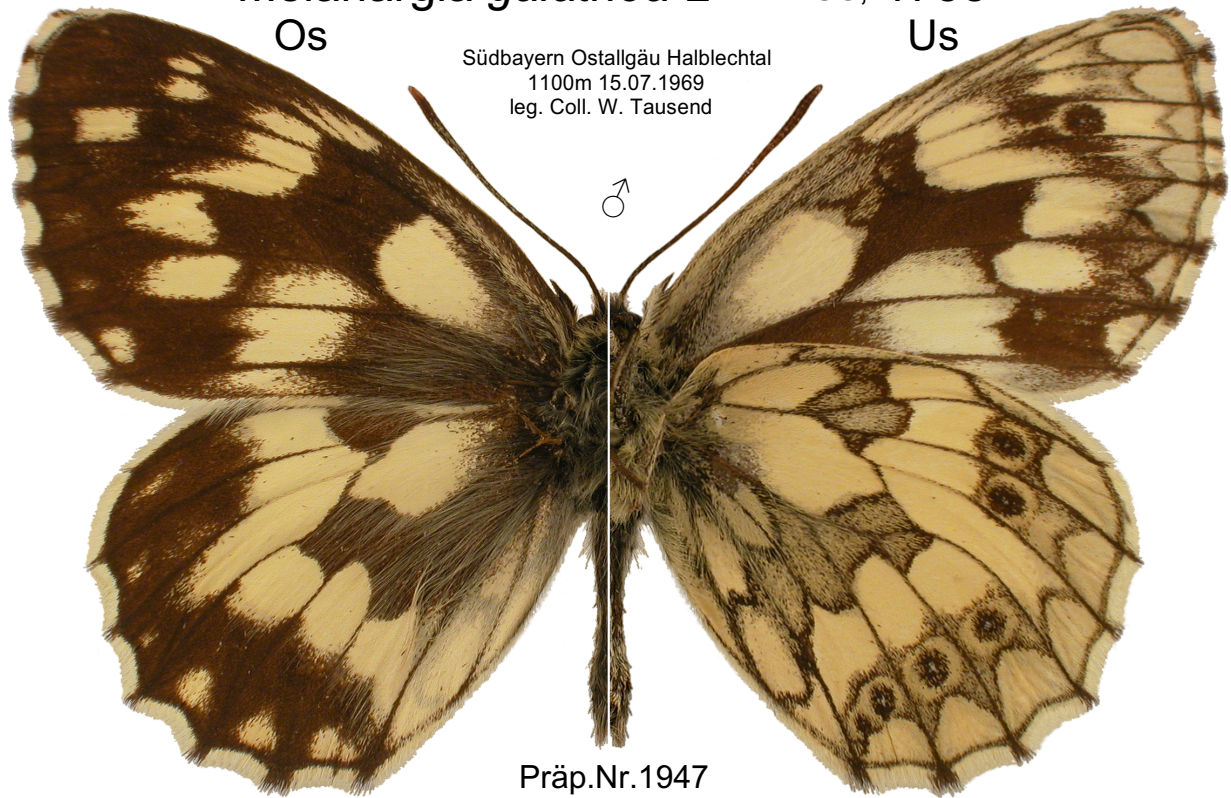 Os
Us
Südbayern Ostallgäu Halblechtal
1100m 15.07.1969
leg. Coll. W. Tausend
♂
Präp.Nr.1947